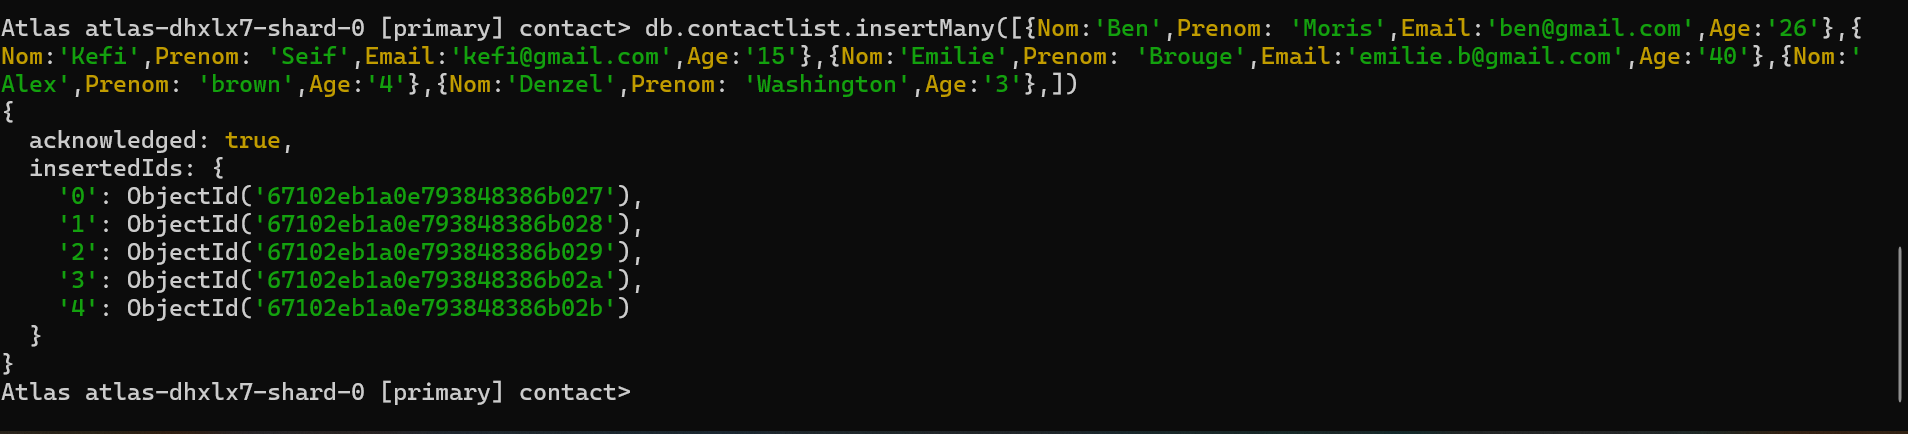 Atlas atlas-dhxlx7-shard-0 [primary] contact> db.contactlist.insertMany([{Nom:'Ben',Prenom: 'Moris',Email:'ben@gmail.com',Age:'26'},{
Nom:'Kefi',Prenom: 'Seif',Email:'kefi@gmail.com',Age:'15'},{Nom:'Emilie',Prenom: 'Brouge',Email:'emilie.b@gmail.com',Age:'40'},{Nom:'
Alex',Prenom: 'brown',Age:'4'},{Nom:'Denzel',Prenom: 'Washington',Age:'3'},])
{
  acknowledged: true,
  insertedIds: {
    '0': ObjectId('67102eb1a0e793848386b027'),
    '1': ObjectId('67102eb1a0e793848386b028'),
    '2': ObjectId('67102eb1a0e793848386b029'),
    '3': ObjectId('67102eb1a0e793848386b02a'),
    '4': ObjectId('67102eb1a0e793848386b02b')
  }
}
Atlas atlas-dhxlx7-shard-0 [primary] contact>